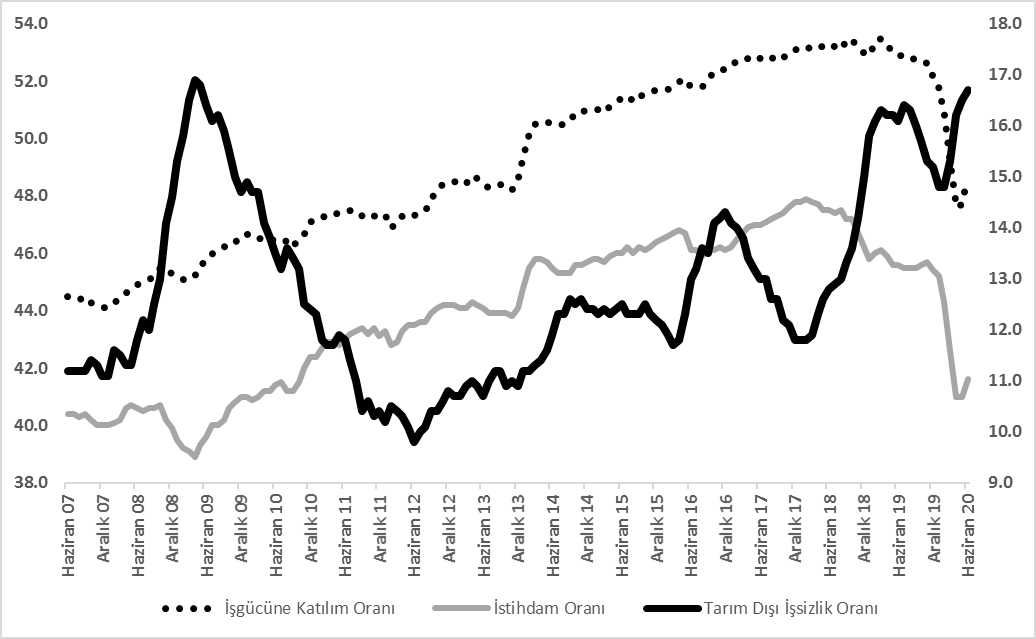 54.0
52.0
50.0
48.0
46.0
44.0
42.0
40.0
38.0
18.0
17.0
16.0
15.0
14.0
13.0
12.0
11.0
10.0
9.0
Haziran 07
Aralık 07
Haziran 08
Aralık 08
Haziran 09
Aralık 09
Haziran 10
Aralık 10
Haziran 11
Aralık 11
Haziran 12
Aralık 12
Haziran 13
Aralık 13
Haziran 14
Aralık 14
Haziran 15
Aralık 15
Haziran 16
Aralık 16
Haziran 17
Aralık 17
Haziran 18
Aralık 18
Haziran 19
Aralık 19
Haziran 20
İşgücüne Katılım Oranı
İstihdam Oranı
Tarım Dışı İşsizlik Oranı